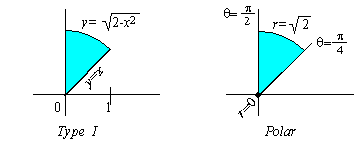 y = √2-x²
y=x
0
1
Type I
θ= π/2
r = √2
θ= π/4
r=0
Polar